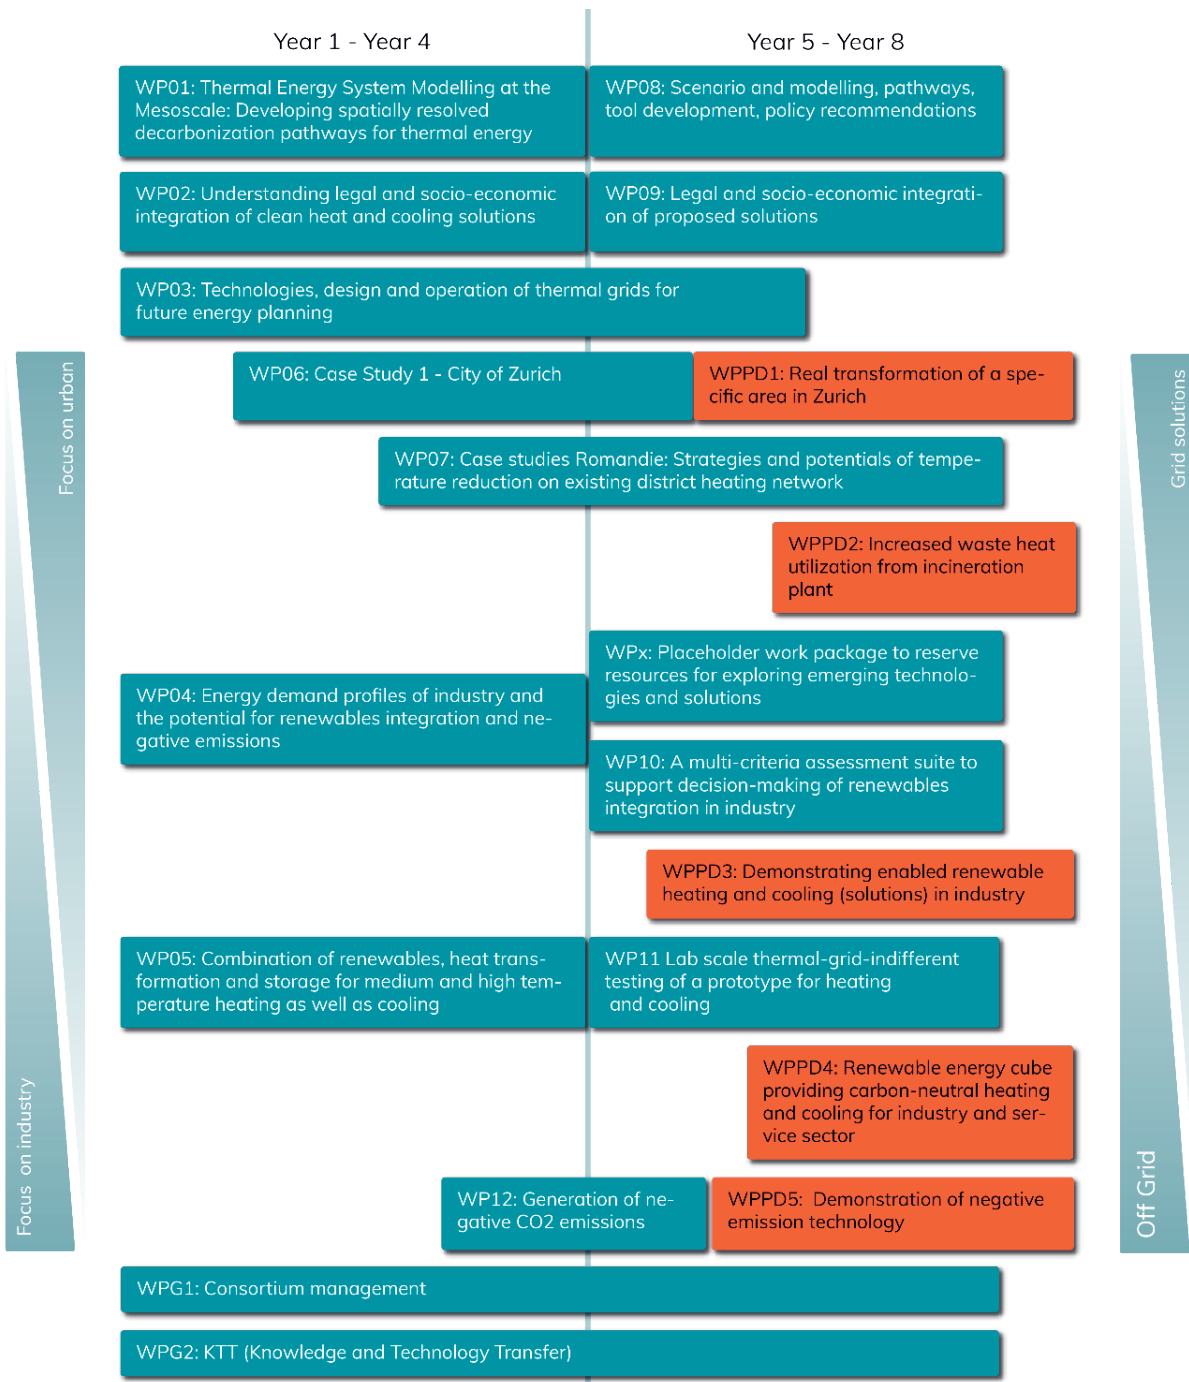 Year 1 - Year 4
Year 5 - Year 8
WP01: Thermal Energy System Modelling at the
Mesoscale: Developing spatially resolved
decarbonization pathways for thermal energy
WP08: Scenario and modelling, pathways,
tool development, policy recommendations
WP02: Understanding legal and socio-economic
integration of clean heat and cooling solutions
WP09: Legal and socio-economic integrati-
on of proposed solutions
WP03: Technologies, design and operation of thermal grids for
future energy planning
Focus on urban
WP06: Case Study 1 - City of Zurich
WPPD1: Real transformation of a spe-
cific area in Zurich
Grid solutions
WP07: Case studies Romandie: Strategies and potentials of tempe-
rature reduction on existing district heating network
WPPD2: Increased waste heat
utilization from incineration
plant
WPx: Placeholder work package to reserve
resources for exploring emerging technolo-
gies and solutions
WP04: Energy demand profiles of industry and
the potential for renewables integration and ne-
gative emissions
WP10: A multi-criteria assessment suite to
support decision-making of renewables
integration in industry
WPPD3: Demonstrating enabled renewable
heating and cooling (solutions) in industry
WP05: Combination of renewables, heat trans-
formation and storage for medium and high tem-
perature heating as well as cooling
WP11 Lab scale thermal-grid-indifferent
testing of a prototype for heating
and cooling
WPPD4: Renewable energy cube
providing carbon-neutral heating
and cooling for industry and ser-
vice sector
Focus on industry
WP12: Generation of ne-
gative CO2 emissions
WPPD5: Demonstration of negative
emission technology
Off Grid
WPG1: Consortium management
WPG2: KTT (Knowledge and Technology Transfer)